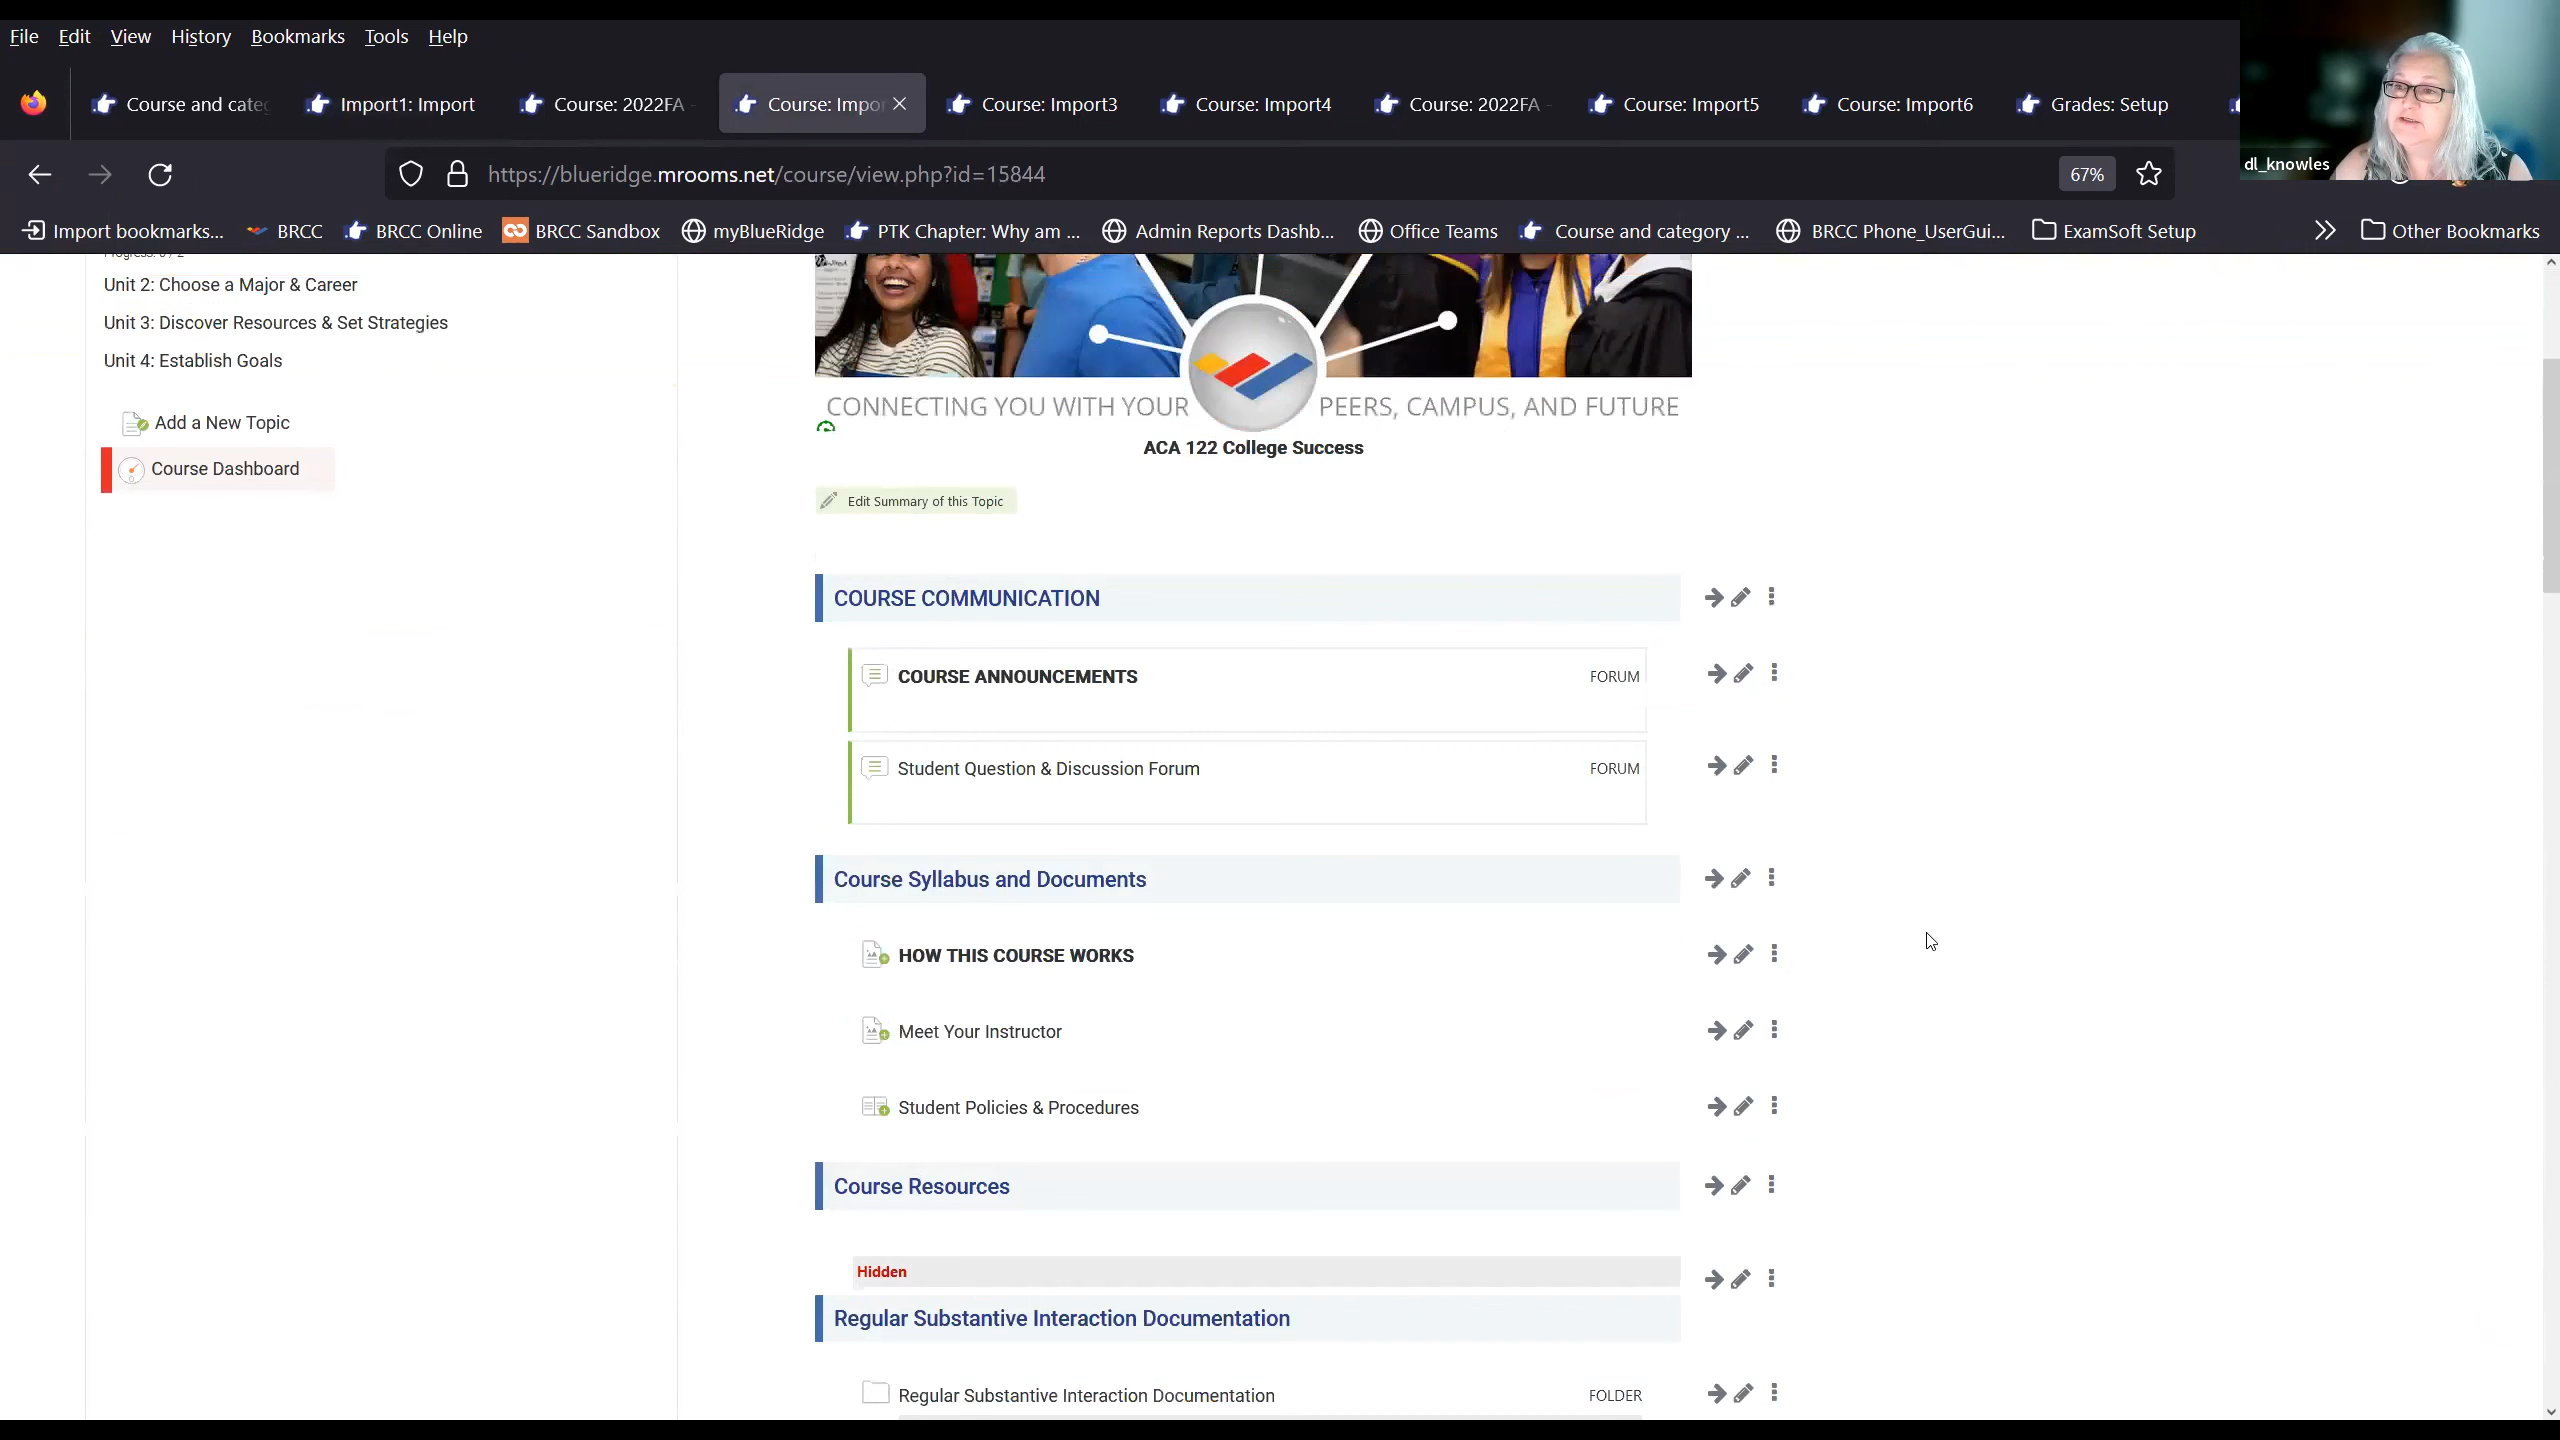 File Edit View History Bookmarks Tools Help
Course and cate
Import1: Import
Course: 2022FA -
Course: Impo
Course: Import3
Course: Import4
Course: 2022FA -
Course: Import5
Course: Import6
Grades: Setup
dl_knowles
https://blueridge.mrooms.net/course/view.php?id=15844
67%
Import bookmarks... BRCC BRCC Online BRCC Sandbox myBlueRidge PTK Chapter: Why am ... Admin Reports Dashb... Office Teams Course and category ... BRCC Phone_UserGui... ExamSoft Setup Other Bookmarks
Unit 2: Choose a Major & Career
Unit 3: Discover Resources & Set Strategies
Unit 4: Establish Goals
Add a New Topic
Course Dashboard
CONNECTING YOU WITH YOUR PEERS, CAMPUS, AND FUTURE
ACA 122 College Success
Edit Summary of this Topic
COURSE COMMUNICATION
COURSE ANNOUNCEMENTS FORUM
Student Question & Discussion Forum FORUM
Course Syllabus and Documents
HOW THIS COURSE WORKS
Meet Your Instructor
Student Policies & Procedures
Course Resources
Hidden
Regular Substantive Interaction Documentation
Regular Substantive Interaction Documentation FOLDER